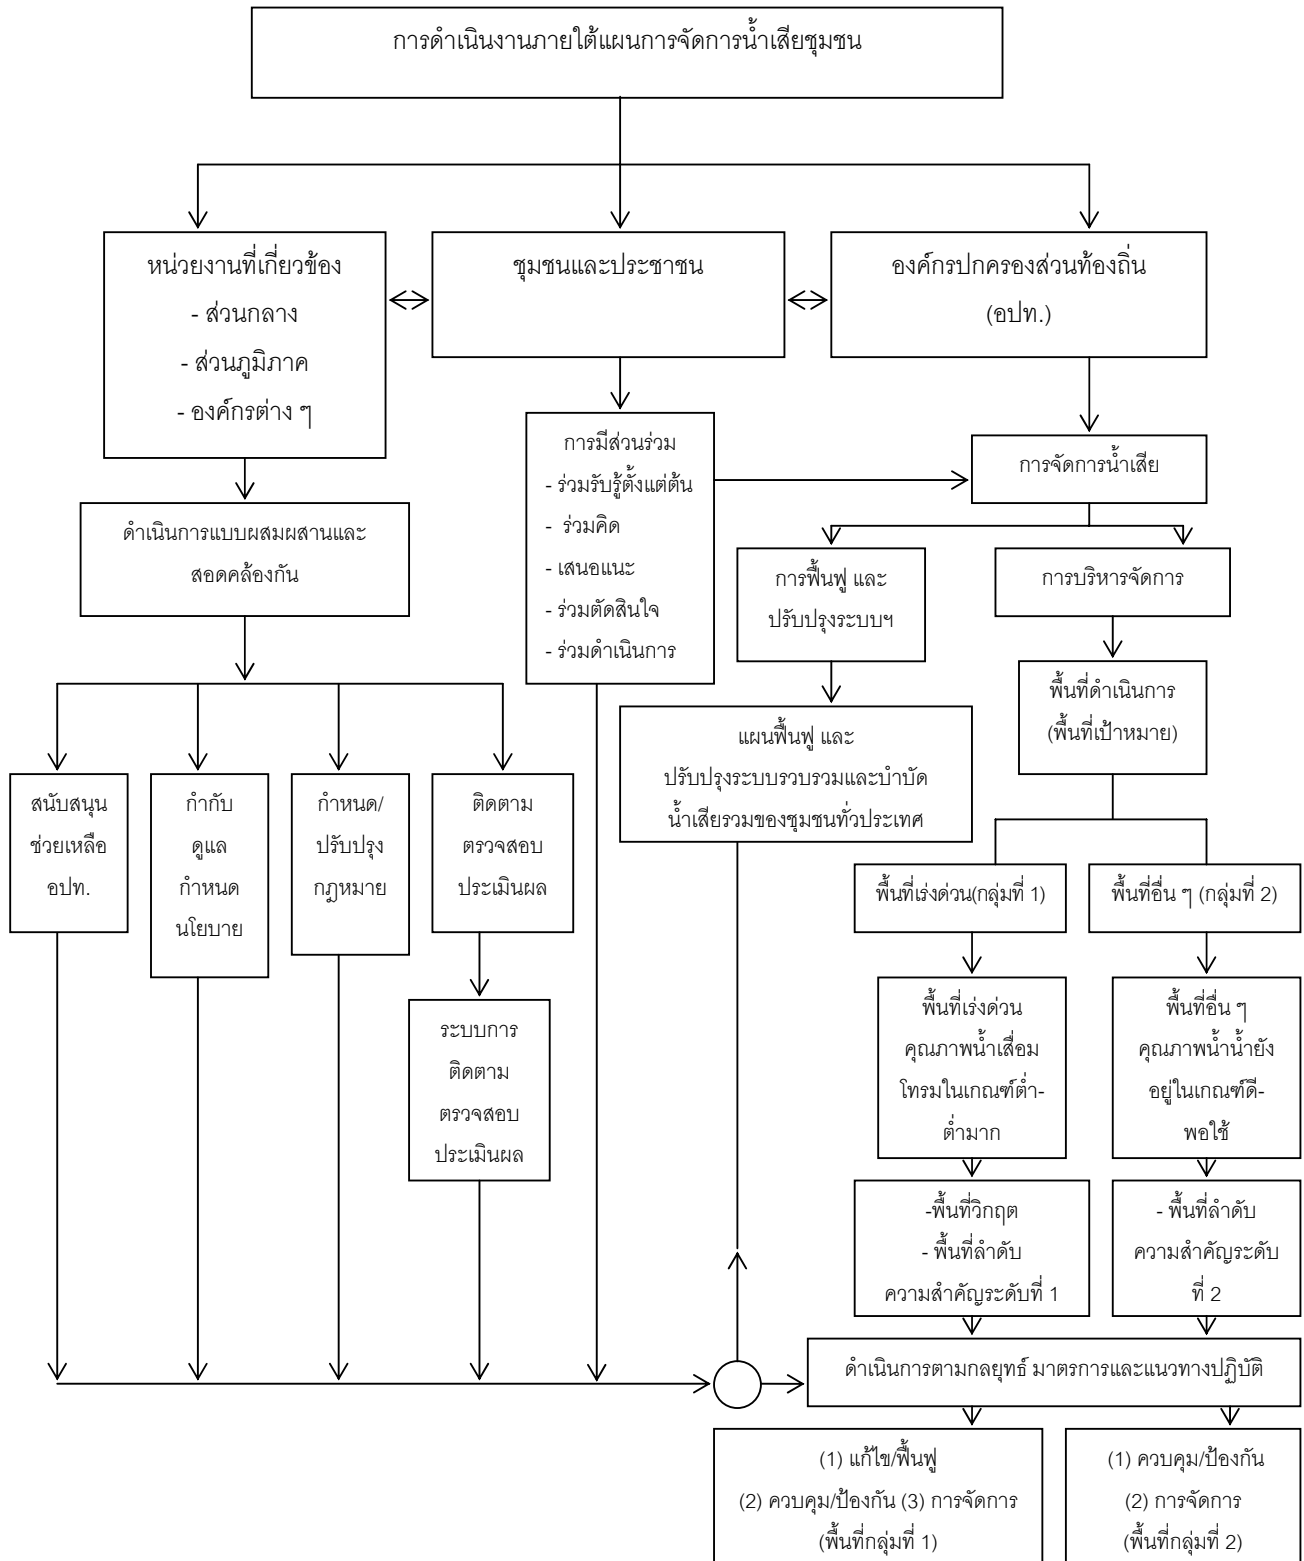 การดำเนินงานภายใต้แผนการจัดการน้ำเสียชุมชน
หน่วยงานที่เกี่ยวข้อง
- ส่วนกลาง
- ส่วนภูมิภาค
- องค์กรต่าง ๆ
ชุมชนและประชาชน
องค์กรปกครองส่วนท้องถิ่น
(อปท.)
ดำเนินการแบบผสมผสานและ
สอดคล้องกัน
การมีส่วนร่วม
- ร่วมรับรู้ตั้งแต่ต้น
- ร่วมคิด
- เสนอแนะ
- ร่วมตัดสินใจ
- ร่วมดำเนินการ
การจัดการน้ำเสีย
การฟื้นฟู และ
ปรับปรุงระบบฯ
การบริหารจัดการ
แผนฟื้นฟู และ
ปรับปรุงระบบรวบรวมและบำบัด
น้ำเสียรวมของชุมชนทั่วประเทศ
พื้นที่ดำเนินการ
(พื้นที่เป้าหมาย)
สนับสนุน
ช่วยเหลือ
อปท.
กำกับ
ดูแล
กำหนด
นโยบาย
กำหนด/
ปรับปรุง
กฎหมาย
ติดตาม
ตรวจสอบ
ประเมินผล
ระบบการ
ติดตาม
ตรวจสอบ
ประเมินผล
พื้นที่เร่งด่วน(กลุ่มที่ 1)
พื้นที่อื่น ๆ (กลุ่มที่ 2)
พื้นที่เร่งด่วน
คุณภาพน้ำเสื่อม
โทรมในเกณฑ์ต่ำ-
ต่ำมาก
พื้นที่อื่น ๆ
คุณภาพน้ำน้ำยัง
อยู่ในเกณฑ์ดี-
พอใช้
-พื้นที่วิกฤต
- พื้นที่ลำดับ
ความสำคัญระดับที่ 1
- พื้นที่ลำดับ
ความสำคัญระดับ
ที่ 2
ดำเนินการตามกลยุทธ์ มาตรการและแนวทางปฏิบัติ
(1) แก้ไข/ฟื้นฟู
(2) ควบคุม/ป้องกัน (3) การจัดการ
(พื้นที่กลุ่มที่ 1)
(1) ควบคุม/ป้องกัน
(2) การจัดการ
(พื้นที่กลุ่มที่ 2)